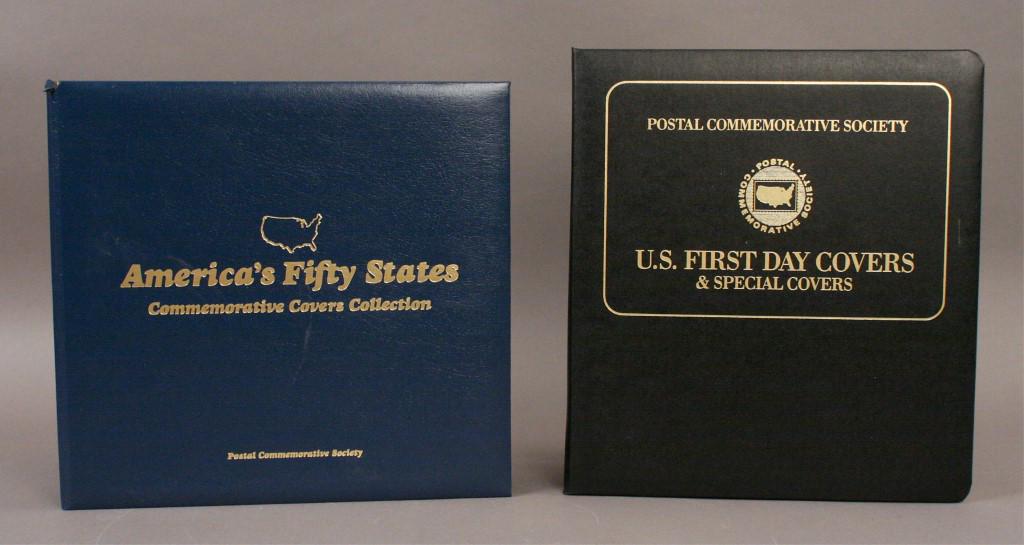 America's Fifty States
Commemorative Covers Collection
Postal Commemorative Society
POSTAL COMMEMORATIVE SOCIETY
POSTAL
COMMEMORATIVE SOCIETY
U.S. FIRST DAY COVERS
& SPECIAL COVERS